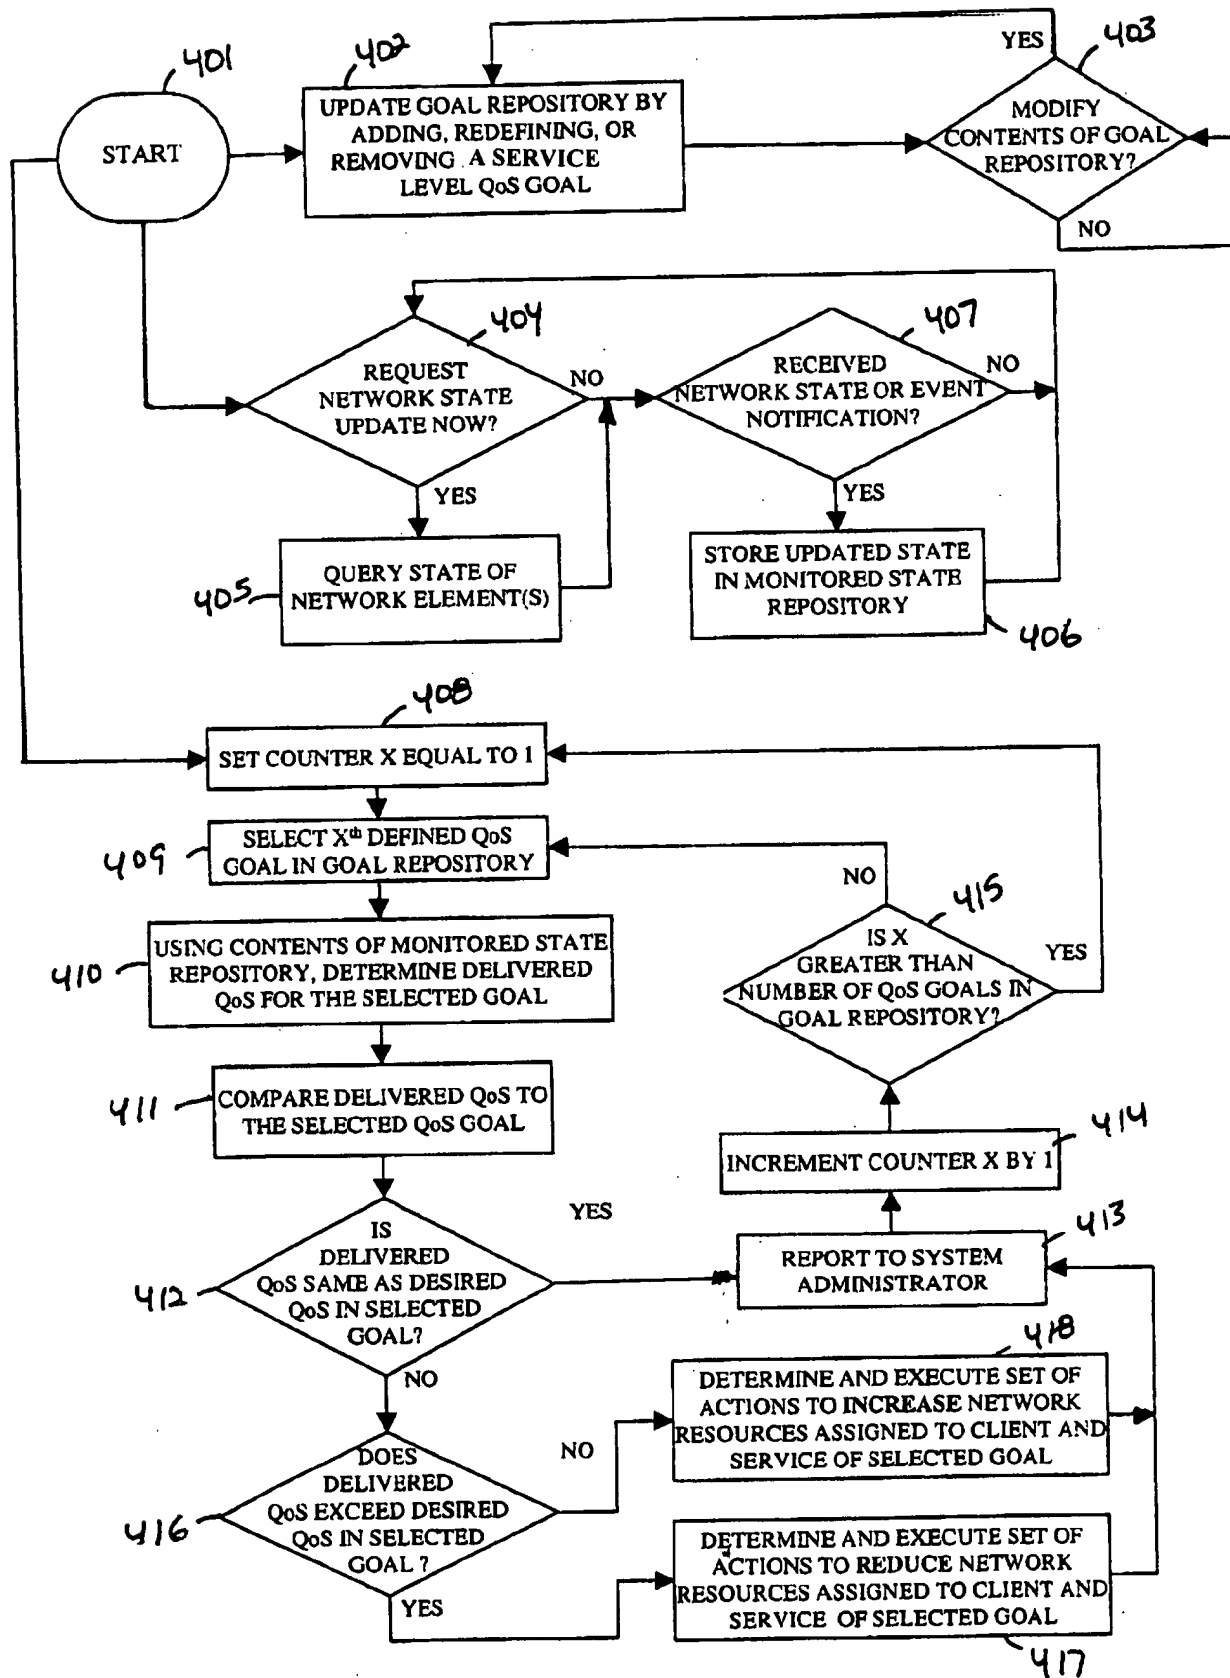 401
START
402
UPDATE GOAL REPOSITORY BY
ADDING, REDEFINING, OR
REMOVING A SERVICE
LEVEL QoS GOAL
YES
403
MODIFY
CONTENTS OF GOAL
REPOSITORY?
NO
404
REQUEST
NETWORK STATE
UPDATE NOW?
NO
YES
405
QUERY STATE OF
NETWORK ELEMENT(S)
407
RECEIVED
NETWORK STATE OR EVENT
NOTIFICATION?
NO
YES
STORE UPDATED STATE
IN MONITORED STATE
REPOSITORY
406
408
SET COUNTER X EQUAL TO 1
409
SELECT Xth DEFINED QoS
GOAL IN GOAL REPOSITORY
410
USING CONTENTS OF MONITORED STATE
REPOSITORY, DETERMINE DELIVERED
QoS FOR THE SELECTED GOAL
411
COMPARE DELIVERED QoS TO
THE SELECTED QoS GOAL
412
IS
DELIVERED
QoS SAME AS DESIRED
QoS IN SELECTED
GOAL?
YES
NO
413
REPORT TO SYSTEM
ADMINISTRATOR
414
INCREMENT COUNTER X BY 1
415
IS X
GREATER THAN
NUMBER OF QoS GOALS IN
GOAL REPOSITORY?
NO
YES
416
DOES
DELIVERED
QoS EXCEED DESIRED
QoS IN SELECTED
GOAL ?
NO
YES
418
DETERMINE AND EXECUTE SET OF
ACTIONS TO INCREASE NETWORK
RESOURCES ASSIGNED TO CLIENT AND
SERVICE OF SELECTED GOAL
DETERMINE AND EXECUTE SET OF
ACTIONS TO REDUCE NETWORK
RESOURCES ASSIGNED TO CLIENT AND
SERVICE OF SELECTED GOAL
417